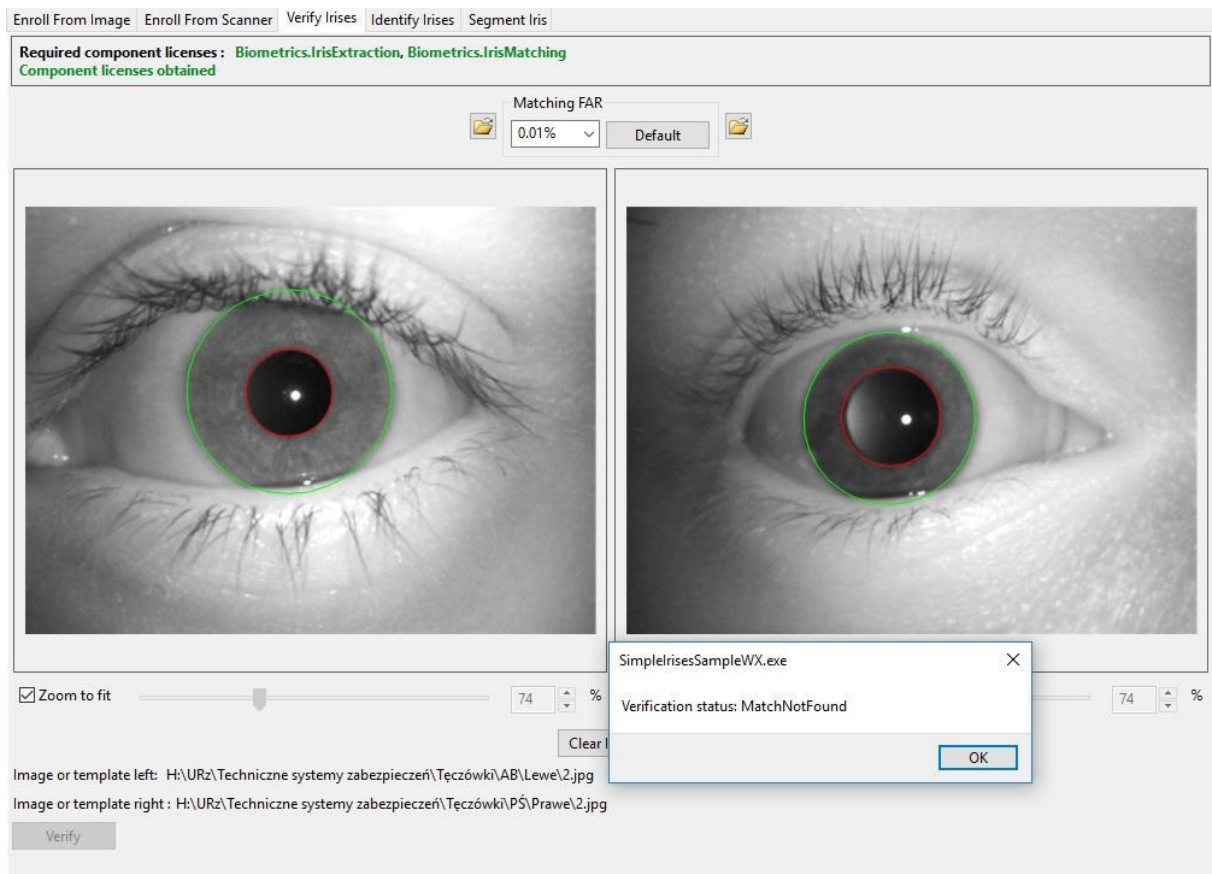 Enroll From Image Enroll From Scanner Verify Irises Identify Irises Segment Iris
Required component licenses : Biometrics.IrisExtraction, Biometrics.IrisMatching
Component licenses obtained
Matching FAR
0.01% Default
SimpleIrisesSampleWX.exe
Zoom to fit 74 % 74 %
Verification status: MatchNotFound
Clear
OK
Image or template left: H:\URz\Techniczne systemy zabezpieczeń\Tęczówki\AB\Lewe\2.jpg
Image or template right : H:\URz\Techniczne systemy zabezpieczeń\Tęczówki\PŚ\Prawe\2.jpg
Verify